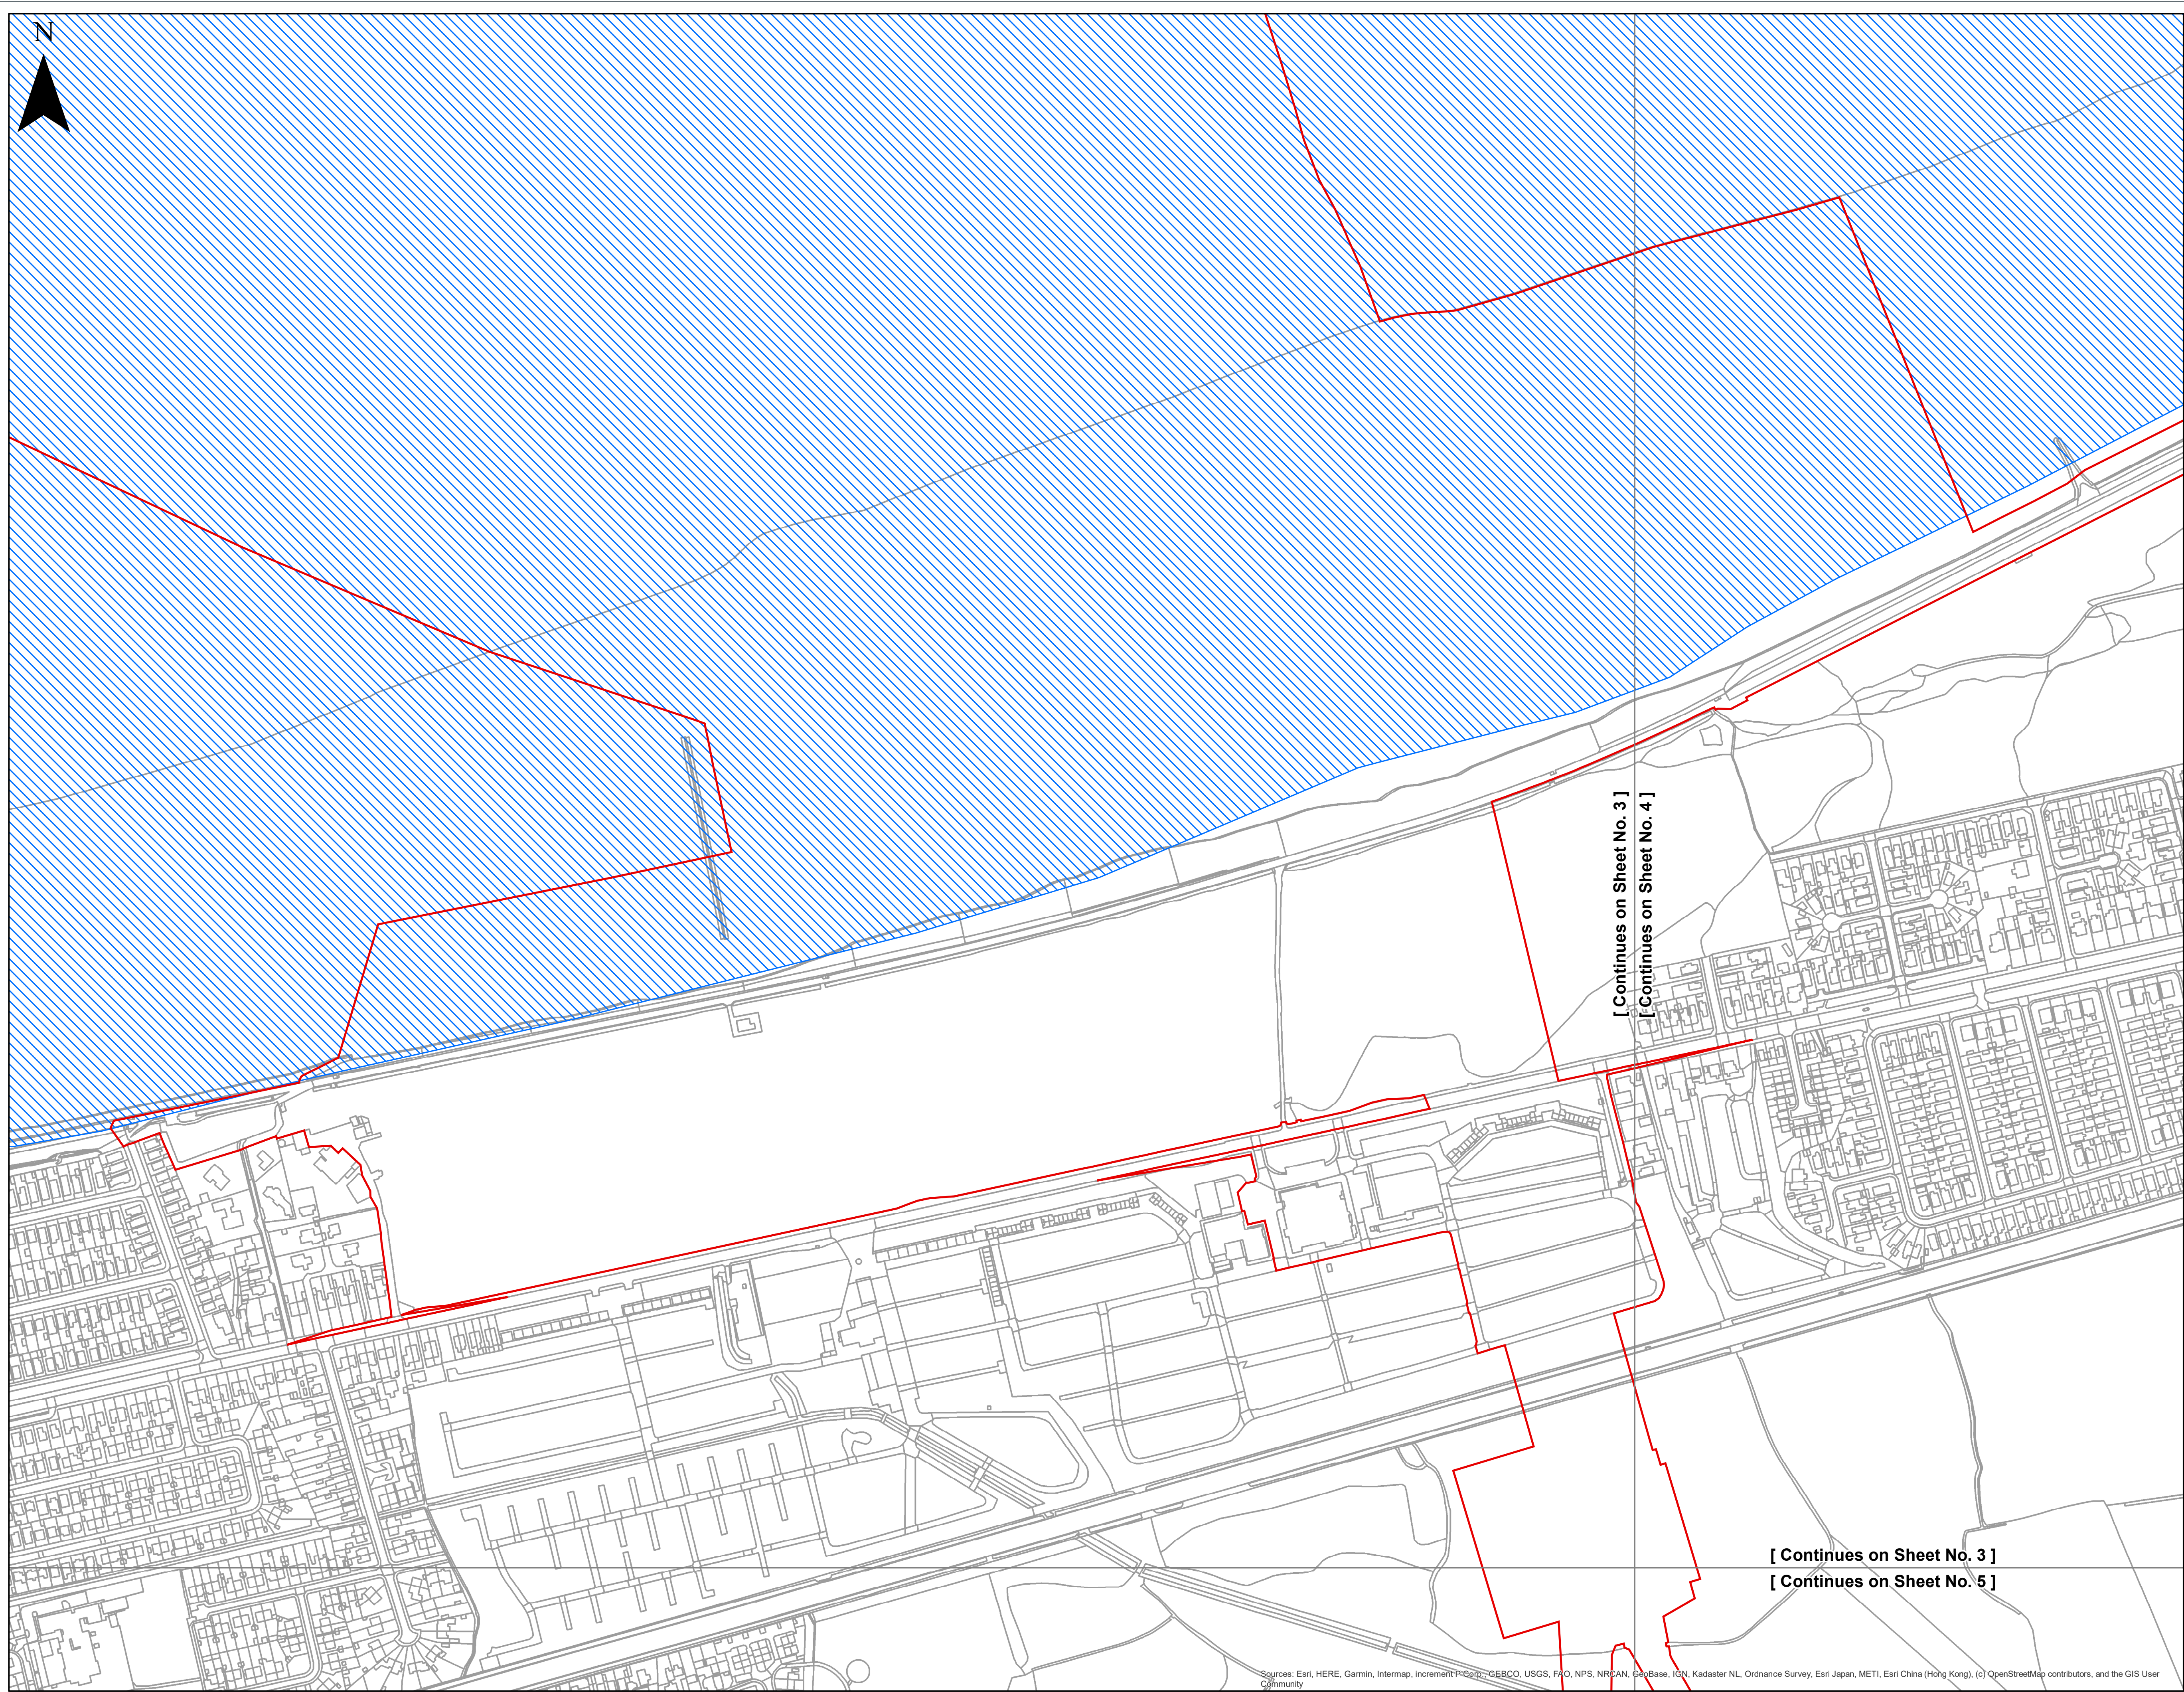 N
[ Continues on Sheet No. 3 ]
[ Continues on Sheet No. 4 ]
[ Continues on Sheet No. 3 ]
[ Continues on Sheet No. 5 ]
Sources: Esri, HERE, Garmin, Intermap, increment P Corp., GEBCO, USGS, FAO, NPS, NRCAN, GeoBase, IGN, Kadaster NL, Ordnance Survey, Esri Japan, METI, Esri China (Hong Kong), (c) OpenStreetMap contributors, and the GIS User
Community